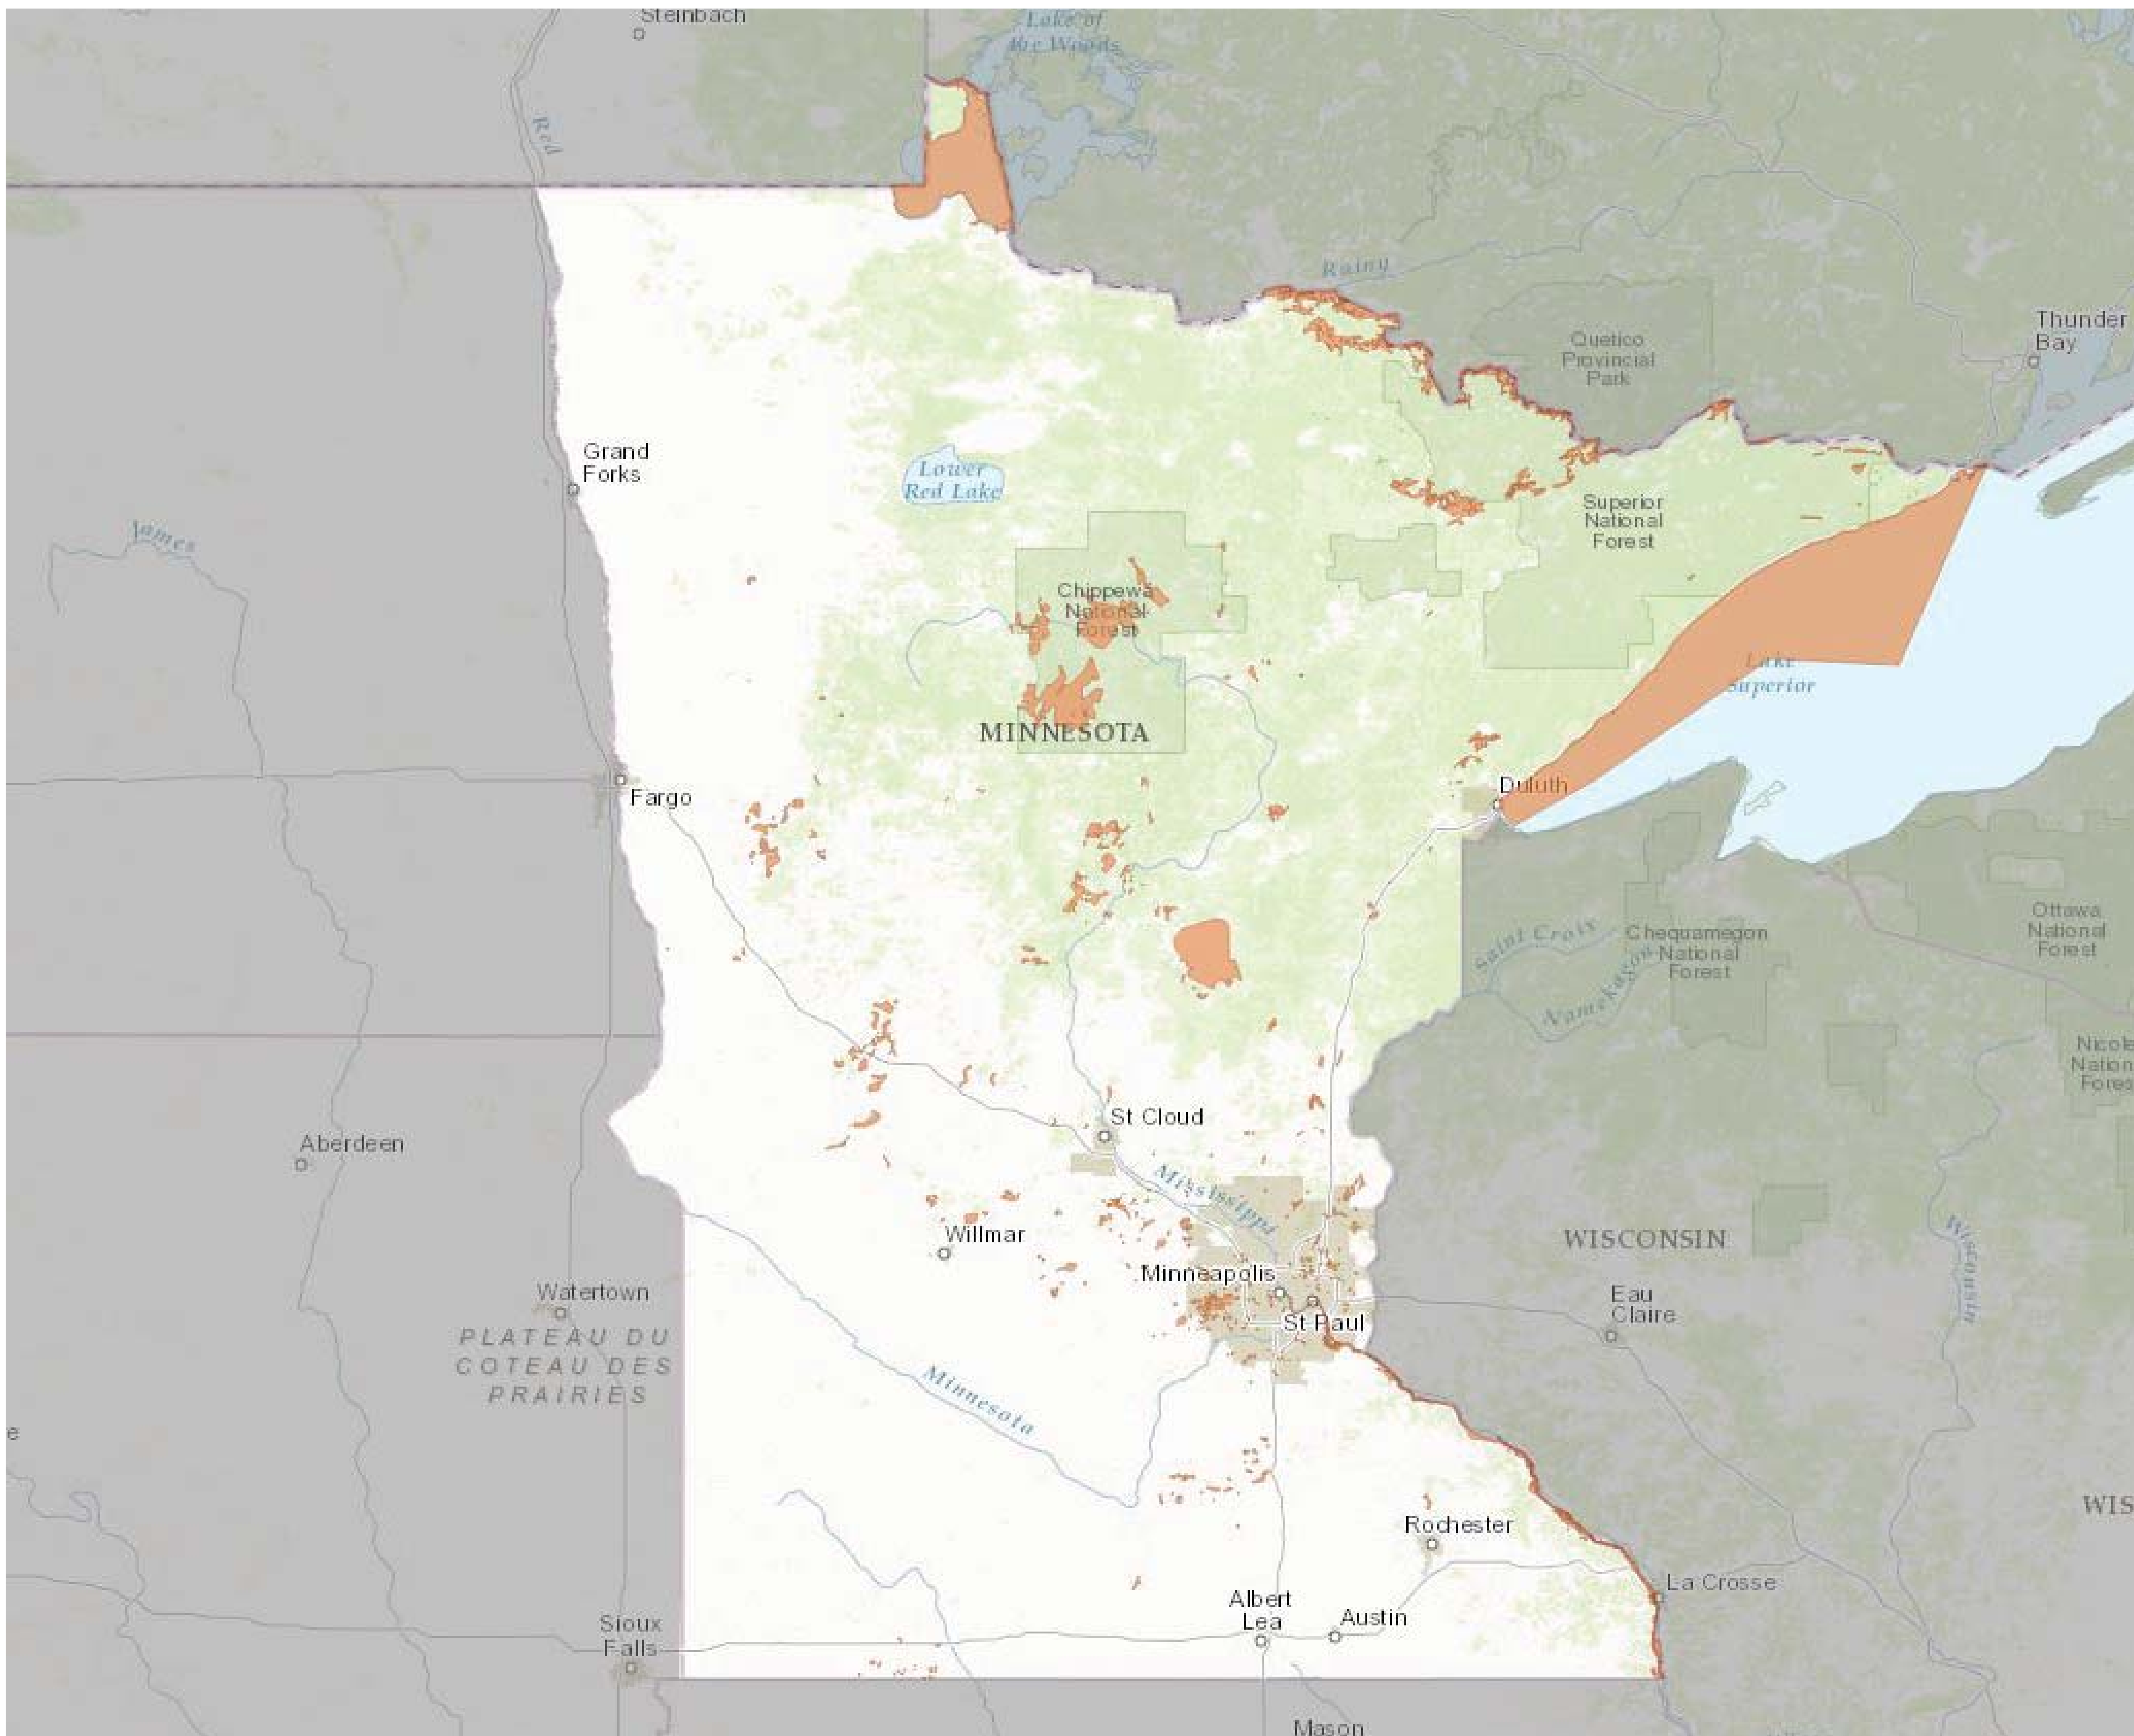 Steinbach
Lake of
the Woods
Red
Rainy
Thunder
Bay
Quetico
Provincial
Park
Grand
Forks
Lower
Red Lake
Superior
National
Forest
James
Chippewa
National
Forest
Lake
Superior
MINNESOTA
Duluth
Fargo
Saint Croix
Namekagon
Chequamegon
National
Forest
Ottawa
National
Forest
Nicole
Nation
Fores
St Cloud
Aberdeen
Mississippi
Willmar
WISCONSIN
Wisconsin
Minneapolis
St Paul
Eau
Claire
Watertown
PLATEAU DU
COTEAU DES
PRAIRIES
Minnesota
e
WIS
Rochester
La Crosse
Albert
Lea
Austin
Sioux
Falls
Mason